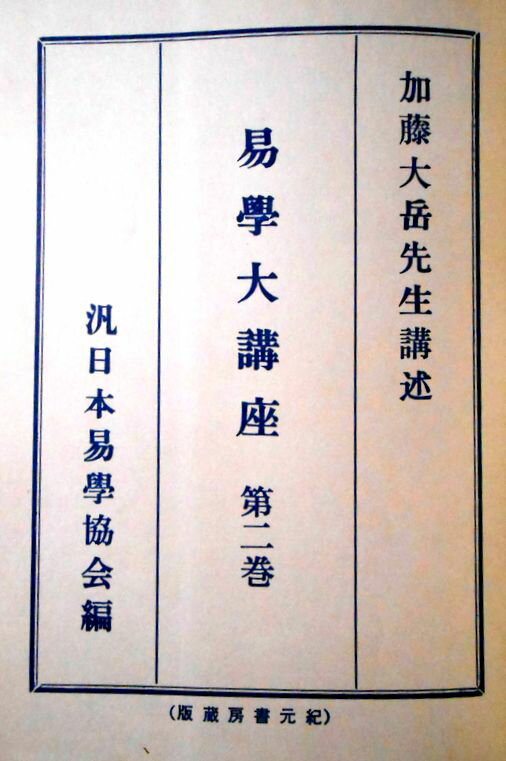 加藤大岳先生講述
易學大講座 第二巻
汎日本易學協会編
(紀元書房蔵版)